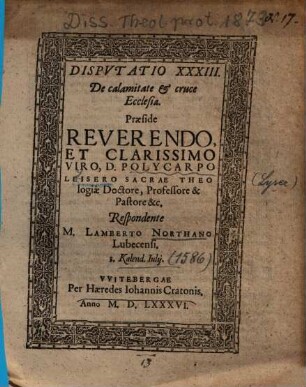 Diss. Theol. prot. 1873 n. 17.
DISPVTATIO XXXIII.
De calamitate & cruce
Ecclesiæ.
Præside
REVERENDO,
ET CLARISSIMO
VIRO, D. POLYCARPO
LEISERO SACRAE THEO
logiæ Doctore, Professore &
Pastore &c,
(Lyser)
Respondente
M. LAMBERTO NORTHANO
Lubecensi,
1. Kalend. Iulij. (1586)
VVITEBERGAE
Per Hæredes Iohannis Cratonis,
Anno M. D. LXXXVI.
13